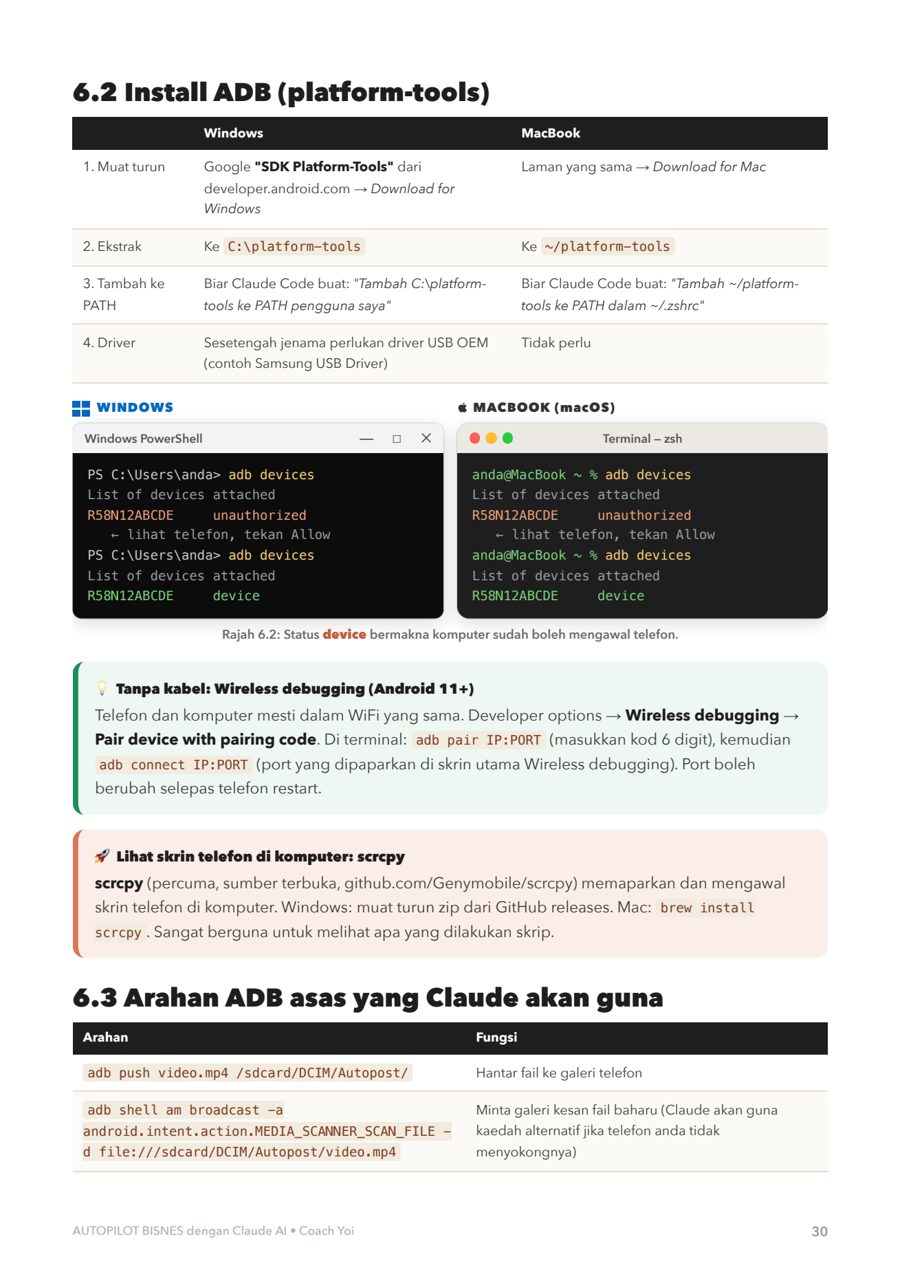 6.2 Install ADB (platform-tools)
Windows MacBook
1. Muat turun Google "SDK Platform-Tools" dari Laman yang sama → Download for Mac
developer.android.com → Download for
Windows
2. Ekstrak Ke C:\platform-tools Ke ~/platform-tools
3. Tambah ke Biar Claude Code buat: "Tambah C:\platform- Biar Claude Code buat: "Tambah ~/platform-
PATH tools ke PATH pengguna saya" tools ke PATH dalam ~/.zshrc"
4. Driver Sesetengah jenama perlukan driver USB OEM Tidak perlu
(contoh Samsung USB Driver)
WINDOWS
Windows PowerShell
PS C:\Users\anda> adb devices
List of devices attached
R58N12ABCDE unauthorized
← lihat telefon, tekan Allow
PS C:\Users\anda> adb devices
List of devices attached
R58N12ABCDE device
MACBOOK (macOS)
Terminal — zsh
anda@MacBook ~ % adb devices
List of devices attached
R58N12ABCDE unauthorized
← lihat telefon, tekan Allow
anda@MacBook ~ % adb devices
List of devices attached
R58N12ABCDE device
Rajah 6.2: Status device bermakna komputer sudah boleh mengawal telefon.
💡 Tanpa kabel: Wireless debugging (Android 11+)
Telefon dan komputer mesti dalam WiFi yang sama. Developer options → Wireless debugging →
Pair device with pairing code. Di terminal: adb pair IP:PORT (masukkan kod 6 digit), kemudian
adb connect IP:PORT (port yang dipaparkan di skrin utama Wireless debugging). Port boleh
berubah selepas telefon restart.
🚀 Lihat skrin telefon di komputer: scrcpy
scrcpy (percuma, sumber terbuka, github.com/Genymobile/scrcpy) memaparkan dan mengawal
skrin telefon di komputer. Windows: muat turun zip dari GitHub releases. Mac: brew install
scrcpy . Sangat berguna untuk melihat apa yang dilakukan skrip.
6.3 Arahan ADB asas yang Claude akan guna
Arahan Fungsi
adb push video.mp4 /sdcard/DCIM/Autopost/ Hantar fail ke galeri telefon
adb shell am broadcast -a Minta galeri kesan fail baharu (Claude akan guna
android.intent.action.MEDIA_SCANNER_SCAN_FILE - kaedah alternatif jika telefon anda tidak
d file:///sdcard/DCIM/Autopost/video.mp4 menyokongnya)
AUTOPILOT BISNES dengan Claude AI • Coach Yoi 30